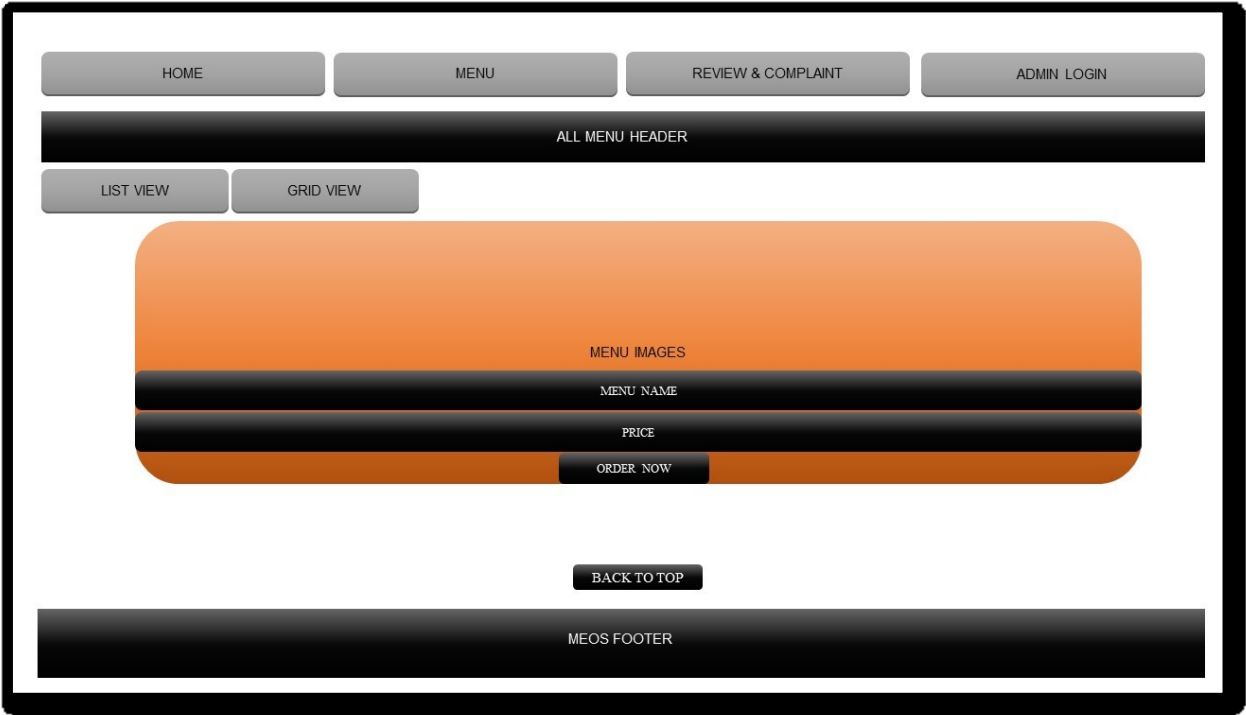 HOME
MENU
REVIEW & COMPLAINT
ADMIN LOGIN
ALL MENU HEADER
LIST VIEW
GRID VIEW
MENU IMAGES
MENU NAME
PRICE
ORDER NOW
BACK TO TOP
MEOS FOOTER